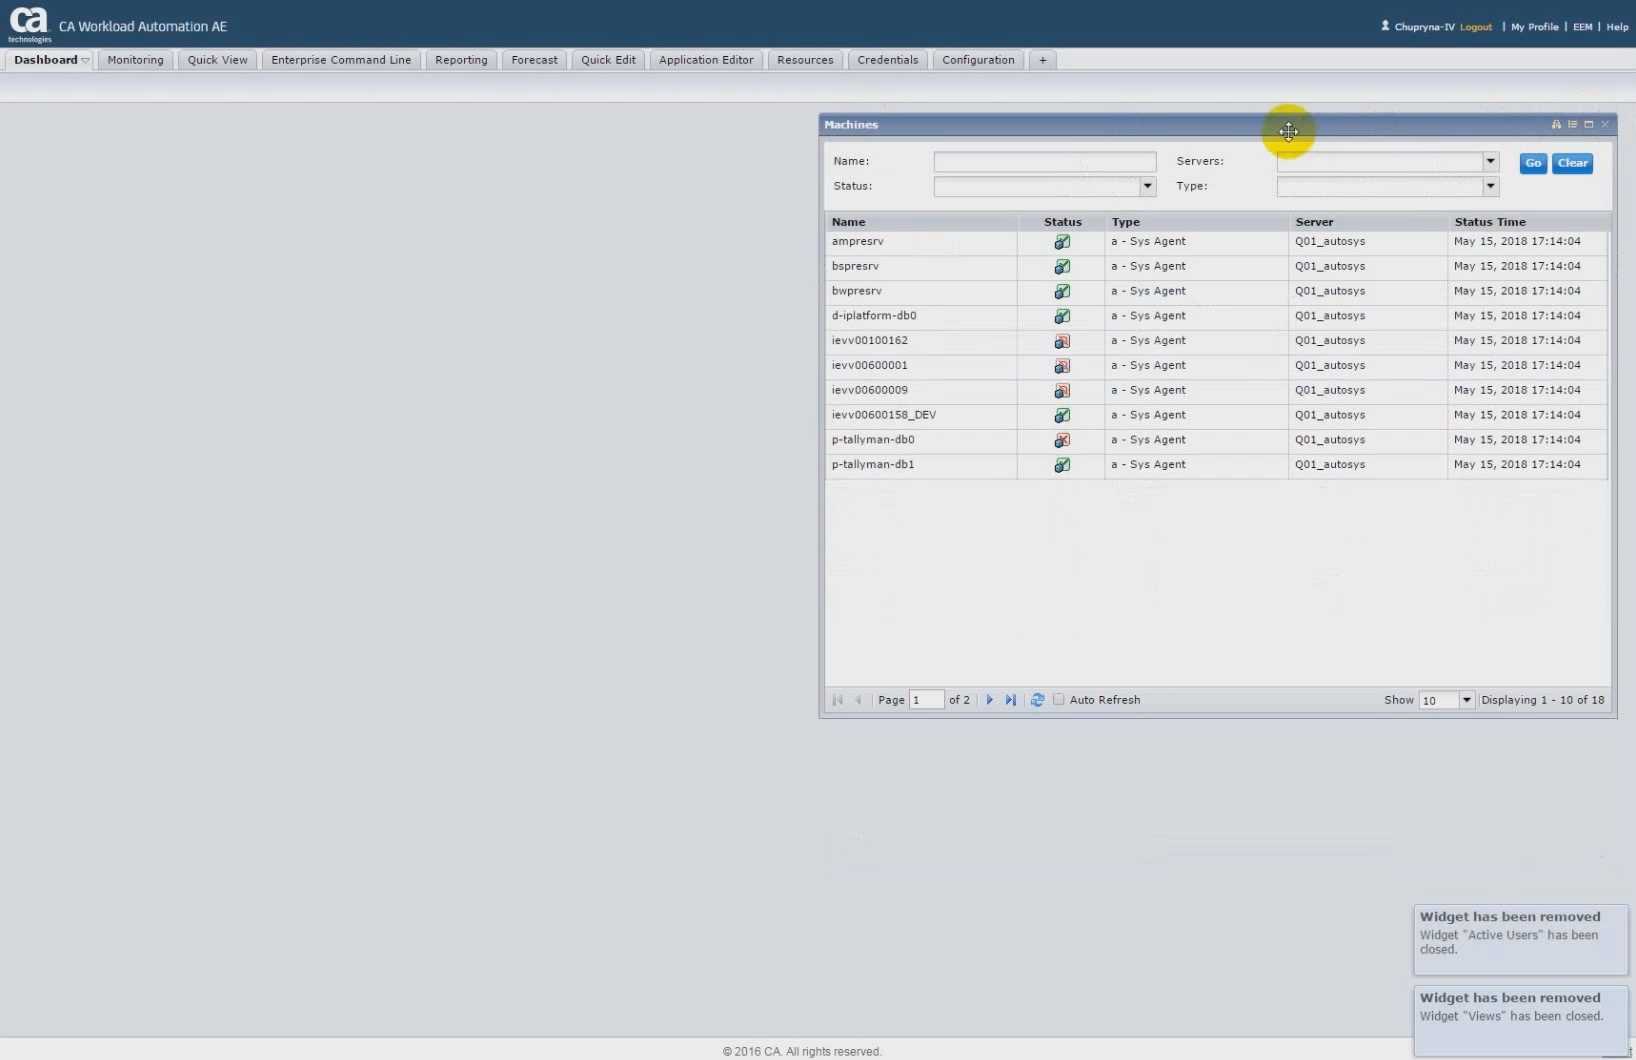 ca
technologies
CA Workload Automation AE
Chupryna-IV Logout | My Profile | EEM | Help
Dashboard Monitoring Quick View Enterprise Command Line Reporting Forecast Quick Edit Application Editor Resources Credentials Configuration +
Machines
Name: Servers: Go Clear
Status: Type:
Name Status Type Server Status Time
ampresrv a - Sys Agent Q01_autosys May 15, 2018 17:14:04
bspresrv a - Sys Agent Q01_autosys May 15, 2018 17:14:04
bwpresrv a - Sys Agent Q01_autosys May 15, 2018 17:14:04
d-iplatform-db0 a - Sys Agent Q01_autosys May 15, 2018 17:14:04
ievv00100162 a - Sys Agent Q01_autosys May 15, 2018 17:14:04
ievv00600001 a - Sys Agent Q01_autosys May 15, 2018 17:14:04
ievv00600009 a - Sys Agent Q01_autosys May 15, 2018 17:14:04
ievv00600158_DEV a - Sys Agent Q01_autosys May 15, 2018 17:14:04
p-tallyman-db0 a - Sys Agent Q01_autosys May 15, 2018 17:14:04
p-tallyman-db1 a - Sys Agent Q01_autosys May 15, 2018 17:14:04
Page 1 of 2 Auto Refresh Show 10 Displaying 1 - 10 of 18
Widget has been removed
Widget "Active Users" has been
closed.
Widget has been removed
Widget "Views" has been closed.
© 2016 CA. All rights reserved.